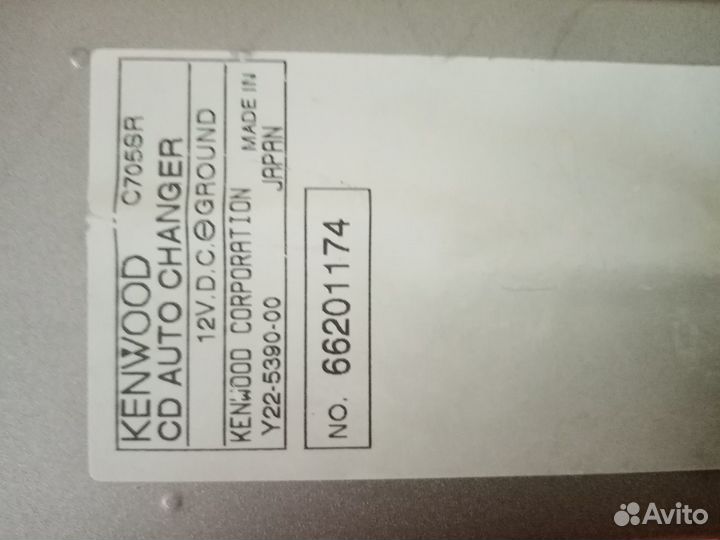 KENWOOD C705SR
CD AUTO CHANGER
12V.D.C.⊖GROUND
KENWOOD CORPORATION MADE IN
Y22-5390-00 JAPAN
NO. 66201174
Avito